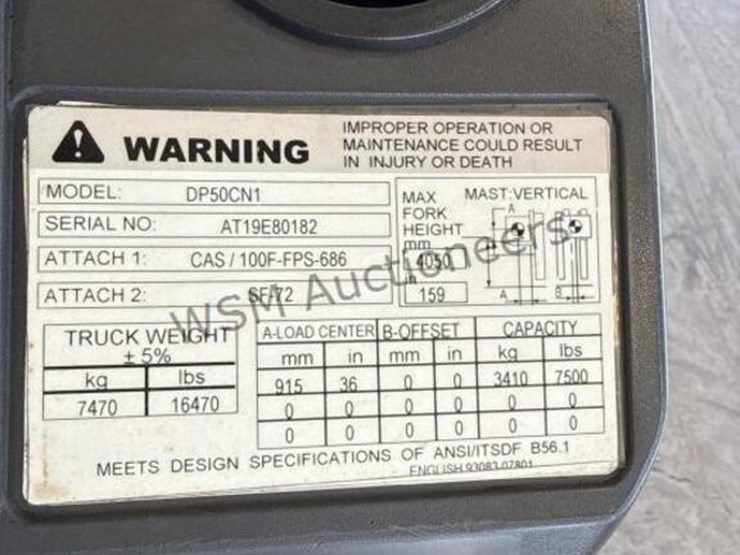 WARNING
IMPROPER OPERATION OR
MAINTENANCE COULD RESULT
IN INJURY OR DEATH
MODEL: DP50CN1
SERIAL NO: AT19E80182
ATTACH 1: CAS / 100F-FPS-686
ATTACH 2: SF/72
MAX MAST:VERTICAL
FORK
HEIGHT
mm
4050
in
159
A
A B
TRUCK WEIGHT
± 5%
kg lbs
7470 16470
A-LOAD CENTER B-OFFSET CAPACITY
mm in mm in kg lbs
915 36 0 0 3410 7500
0 0 0 0 0 0
0 0 0 0 0 0
MEETS DESIGN SPECIFICATIONS OF ANSI/ITSDF B56.1
ENGLISH 93083-07801
WSM Auctioneers